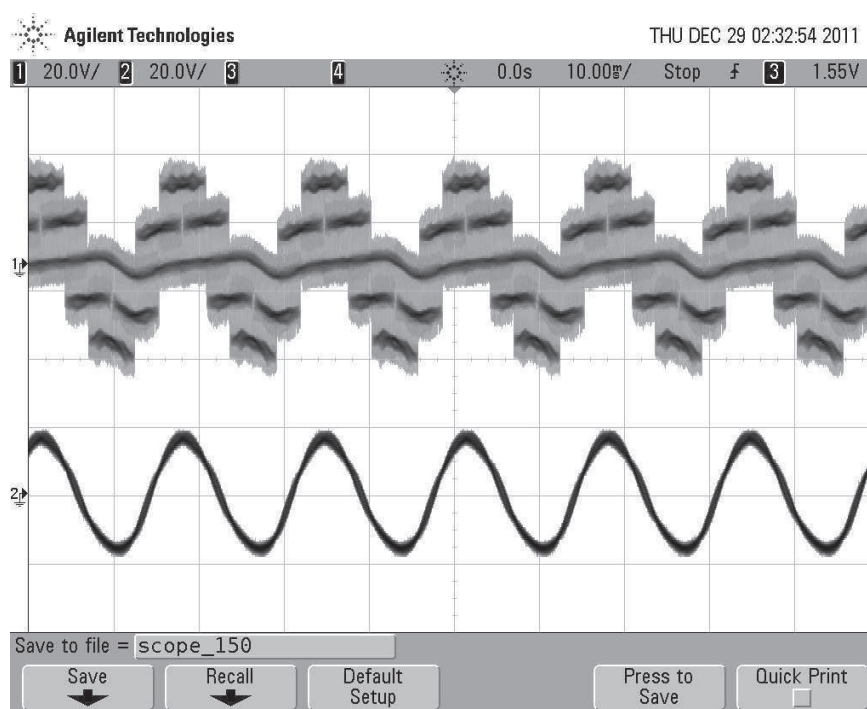 Agilent Technologies THU DEC 29 02:32:54 2011
1 20.0V/ 2 20.0V/ 3 4 0.0s 10.00ms/ Stop 3 1.55V
1
2
Save to file = scope_150
Save Recall Default Setup Press to Save Quick Print